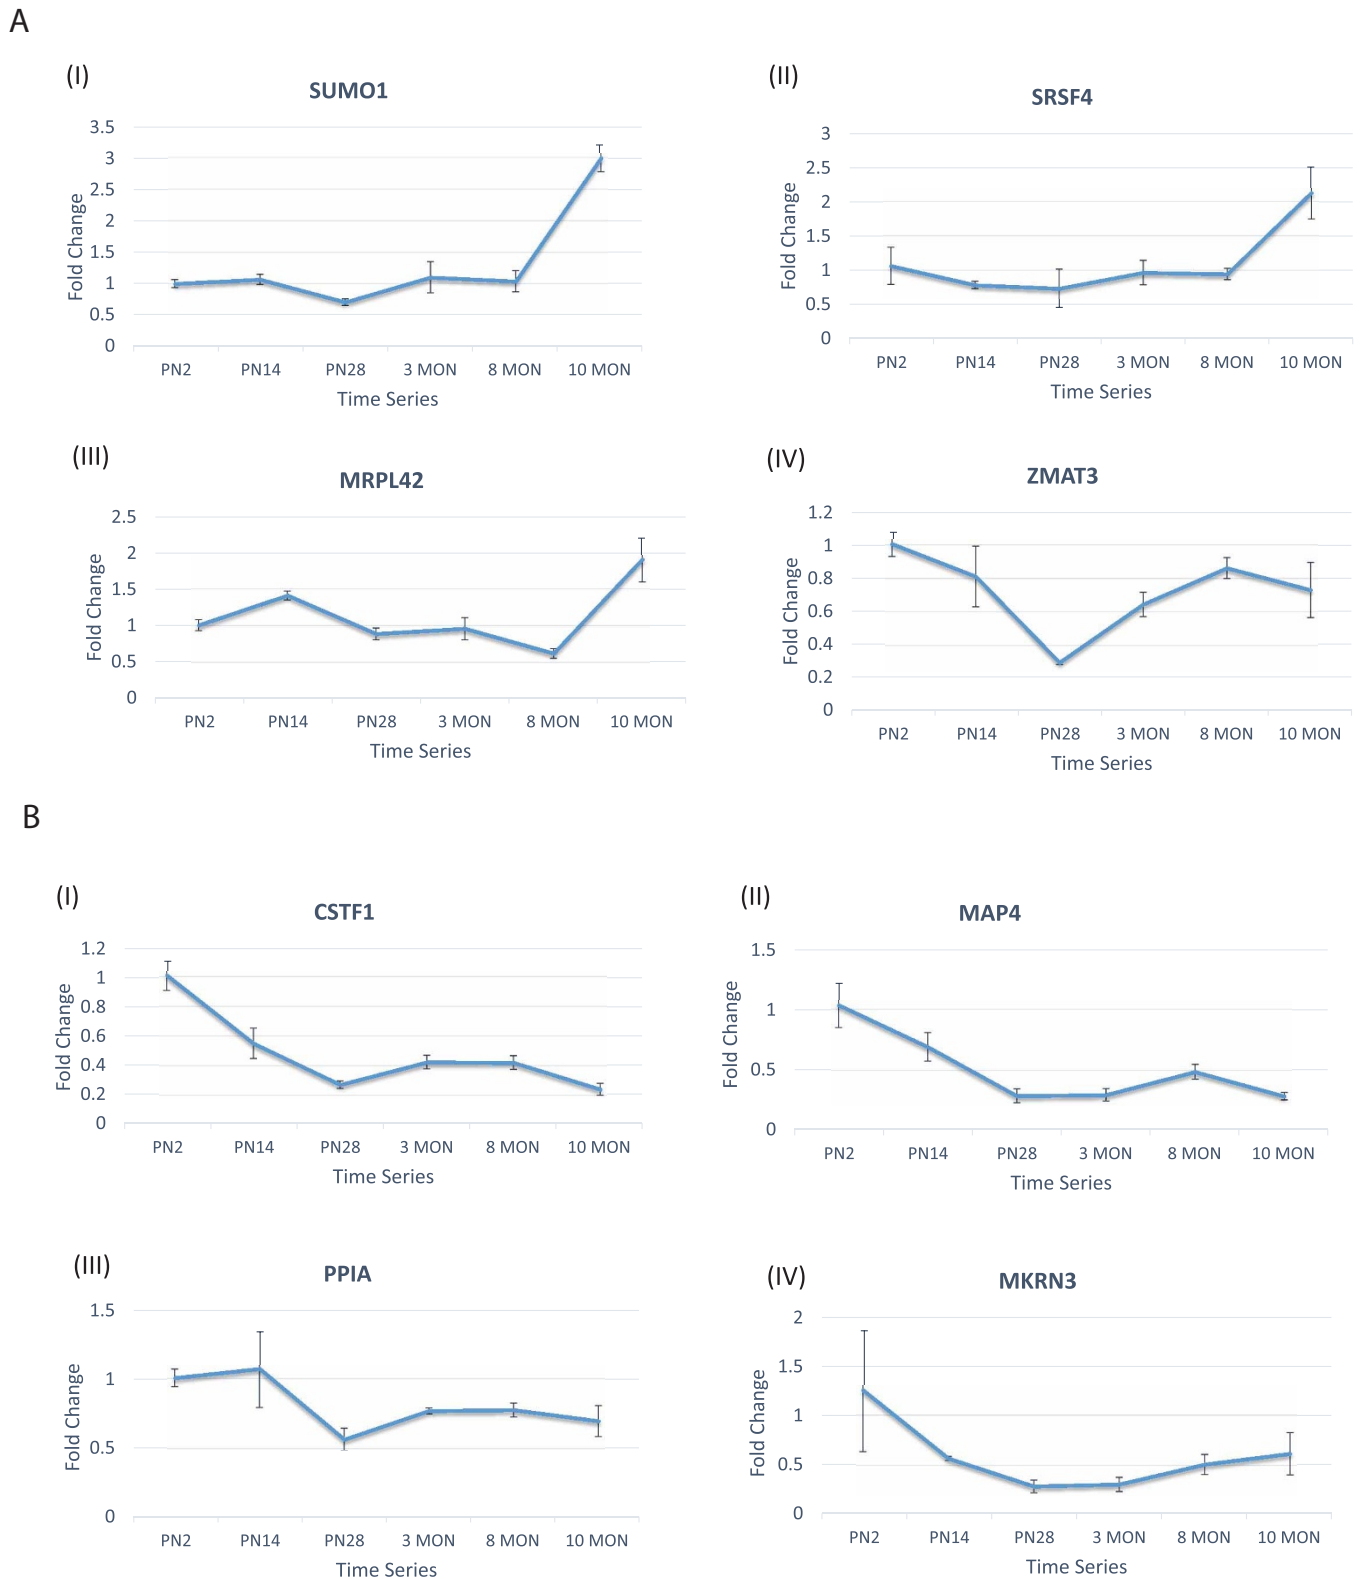 A
(I)
SUMO1
3.5
3
2.5
2
1.5
1
0.5
0
Fold Change
PN2 PN14 PN28 3 MON 8 MON 10 MON
Time Series
(II)
SRSF4
3
2.5
2
1.5
1
0.5
0
Fold Change
PN2 PN14 PN28 3 MON 8 MON 10 MON
Time Series
(III)
MRPL42
2.5
2
1.5
1
0.5
0
Fold Change
PN2 PN14 PN28 3 MON 8 MON 10 MON
Time Series
(IV)
ZMAT3
1.2
1
0.8
0.6
0.4
0.2
0
Fold Change
PN2 PN14 PN28 3 MON 8 MON 10 MON
Time Series
B
(I)
CSTF1
1.2
1
0.8
0.6
0.4
0.2
0
Fold Change
PN2 PN14 PN28 3 MON 8 MON 10 MON
Time Series
(II)
MAP4
1.5
1
0.5
0
Fold Change
PN2 PN14 PN28 3 MON 8 MON 10 MON
Time Series
(III)
PPIA
1.5
1
0.5
0
Fold Change
PN2 PN14 PN28 3 MON 8 MON 10 MON
Time Series
(IV)
MKRN3
2
1.5
1
0.5
0
Fold Change
PN2 PN14 PN28 3 MON 8 MON 10 MON
Time Series